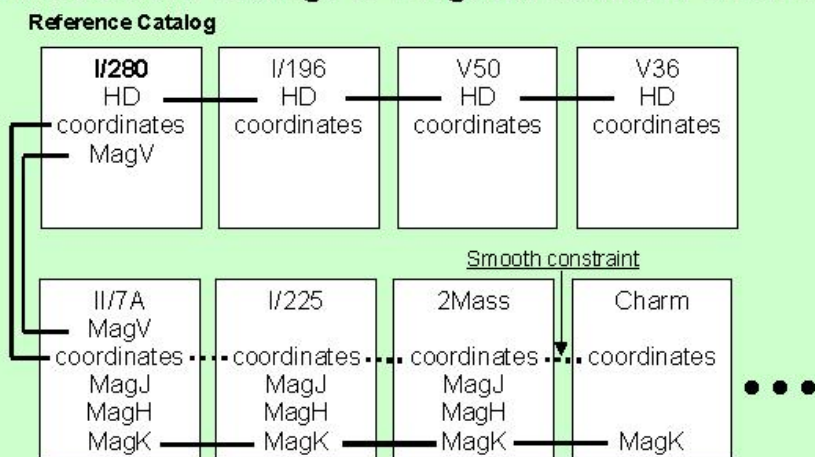 Reference Catalog
I/280 I/196 V50 V36
HD HD HD HD
coordinates coordinates coordinates coordinates
MagV
Smooth constraint
II/7A I/225 2Mass Charm
MagV
coordinates coordinates coordinates coordinates
MagJ MagJ MagJ
MagH MagH MagH
MagK MagK MagK MagK